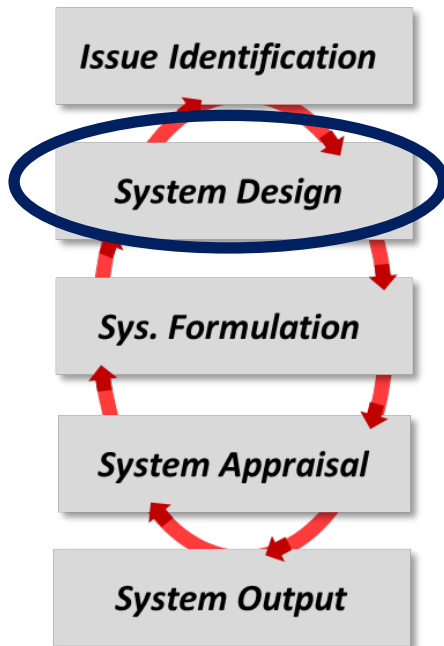 Issue Identification
System Design
Sys. Formulation
System Appraisal
System Output